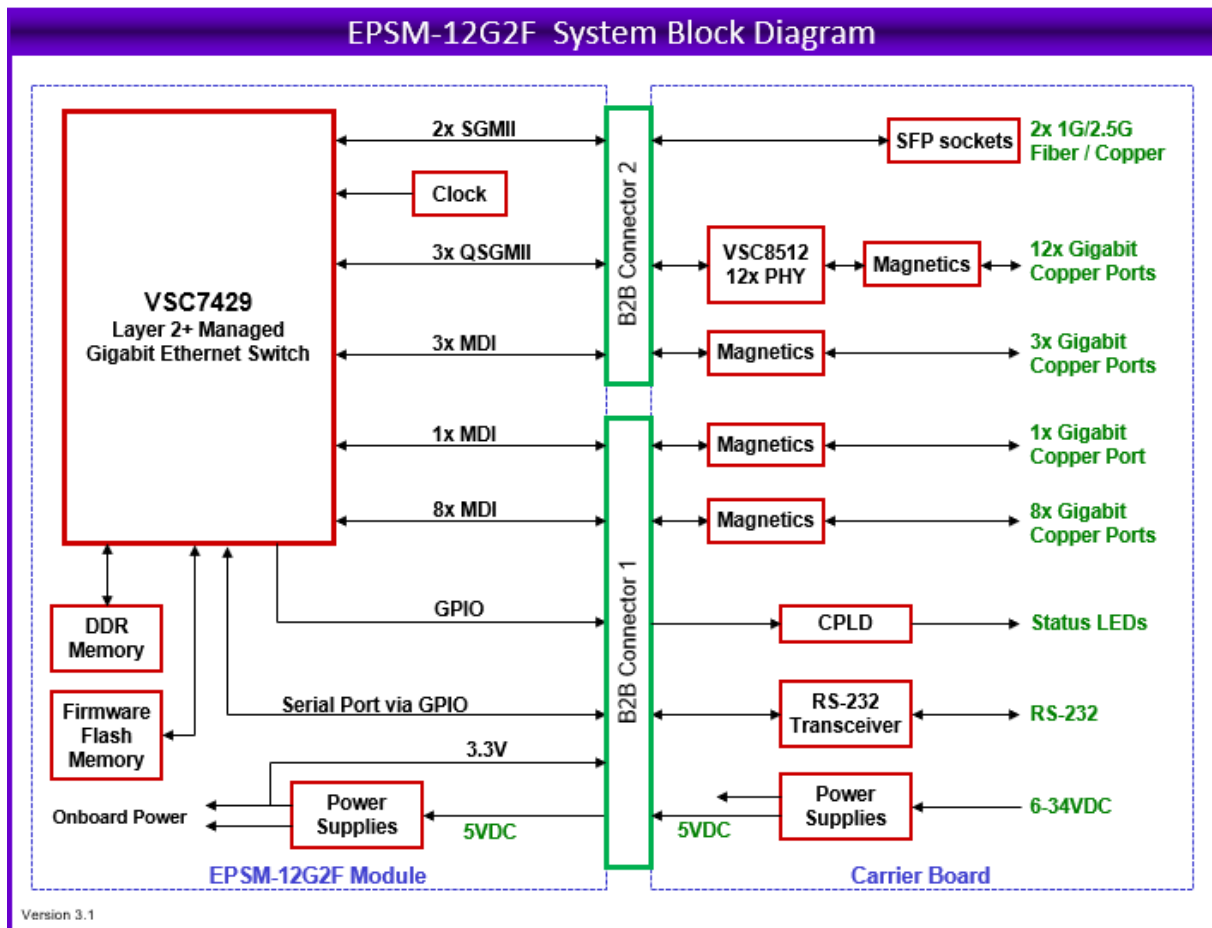 EPSM-12G2F System Block Diagram
2x SGMII
SFP sockets
2x 1G/2.5G
Fiber / Copper
Clock
B2B Connector 2
3x QSGMII
VSC8512
12x PHY
Magnetics
12x Gigabit
Copper Ports
VSC7429
Layer 2+ Managed
Gigabit Ethernet Switch
3x MDI
Magnetics
3x Gigabit
Copper Ports
1x MDI
Magnetics
1x Gigabit
Copper Port
8x MDI
Magnetics
8x Gigabit
Copper Ports
B2B Connector 1
DDR
Memory
GPIO
CPLD
Status LEDs
Firmware
Flash
Memory
Serial Port via GPIO
RS-232
Transceiver
RS-232
3.3V
Onboard Power
Power
Supplies
5VDC
5VDC
Power
Supplies
6-34VDC
EPSM-12G2F Module
Carrier Board
Version 3.1